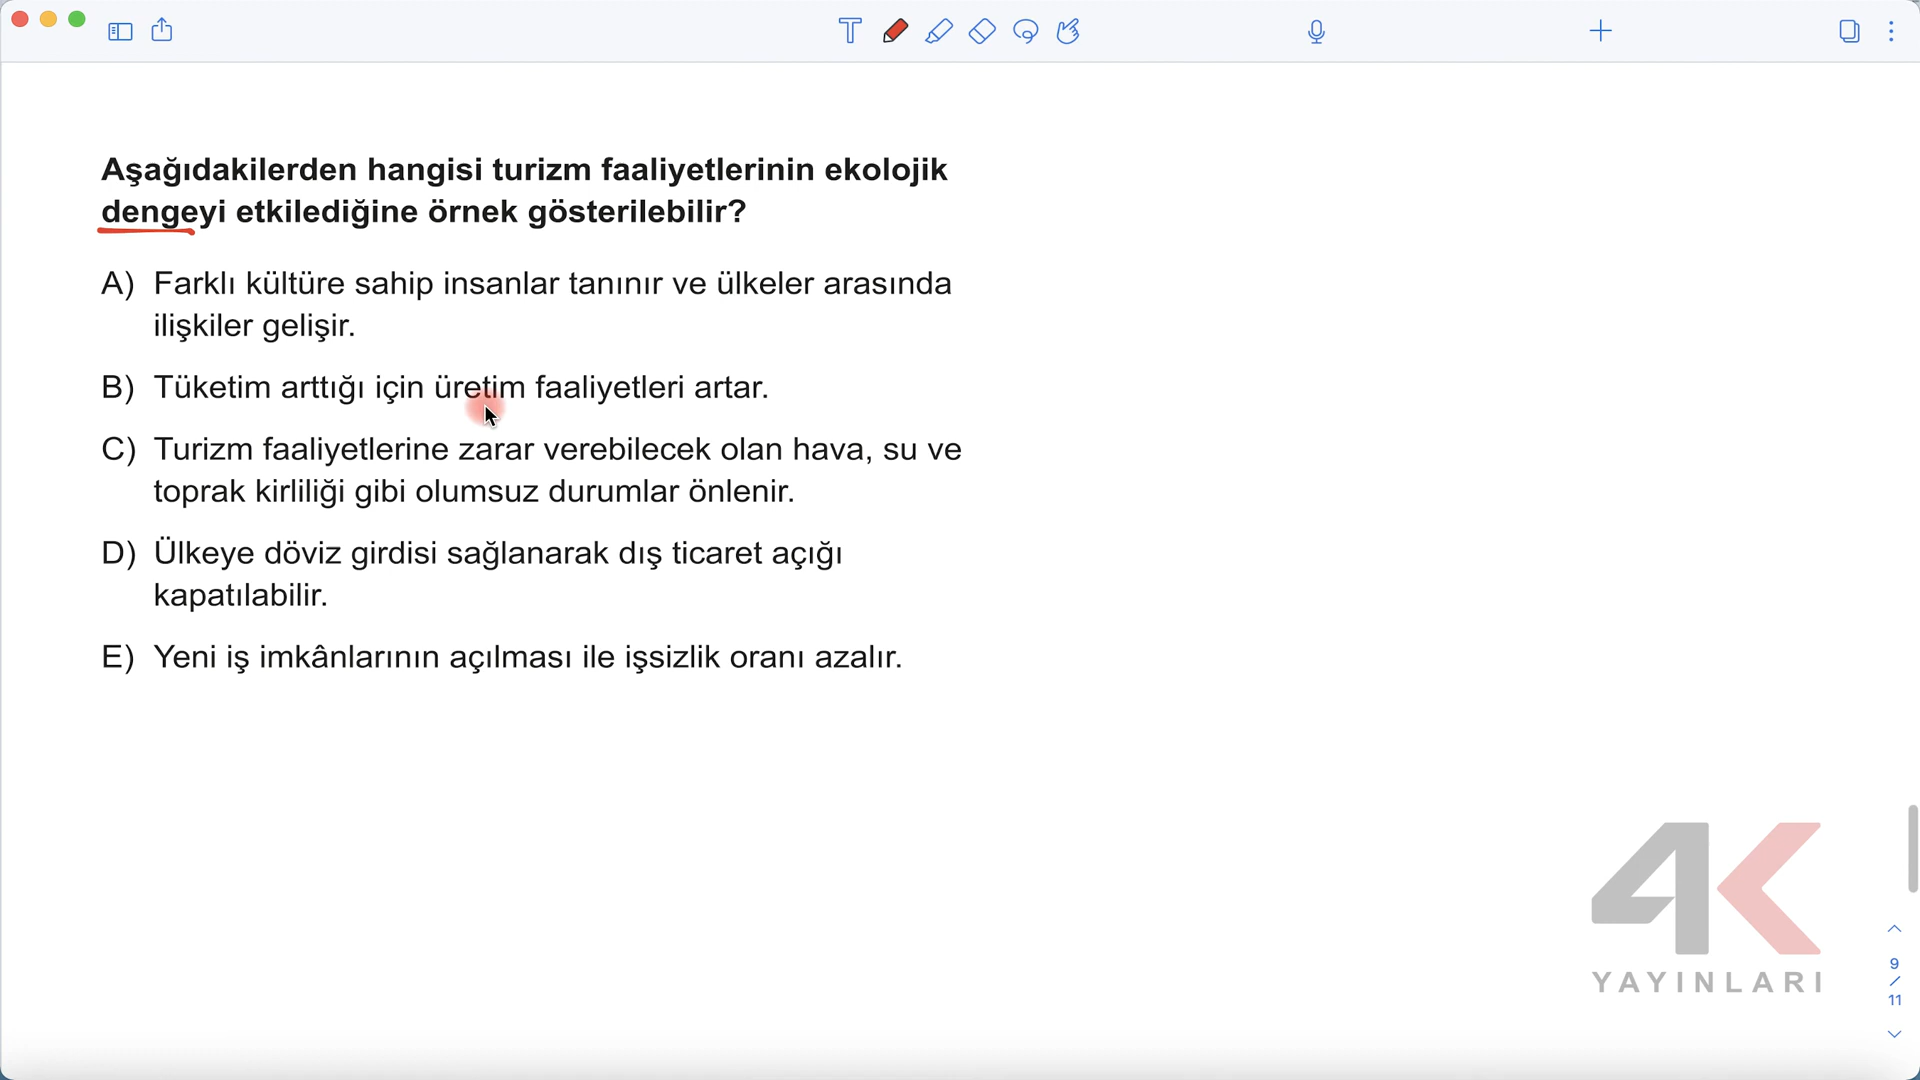 Aşağıdakilerden hangisi turizm faaliyetlerinin ekolojik
dengeyi etkilediğine örnek gösterilebilir?
A) Farklı kültüre sahip insanlar tanınır ve ülkeler arasında
ilişkiler gelişir.
B) Tüketim arttığı için üretim faaliyetleri artar.
C) Turizm faaliyetlerine zarar verebilecek olan hava, su ve
toprak kirliliği gibi olumsuz durumlar önlenir.
D) Ülkeye döviz girdisi sağlanarak dış ticaret açığı
kapatılabilir.
E) Yeni iş imkânlarının açılması ile işsizlik oranı azalır.
4K
YAYINLARI
9
/
11